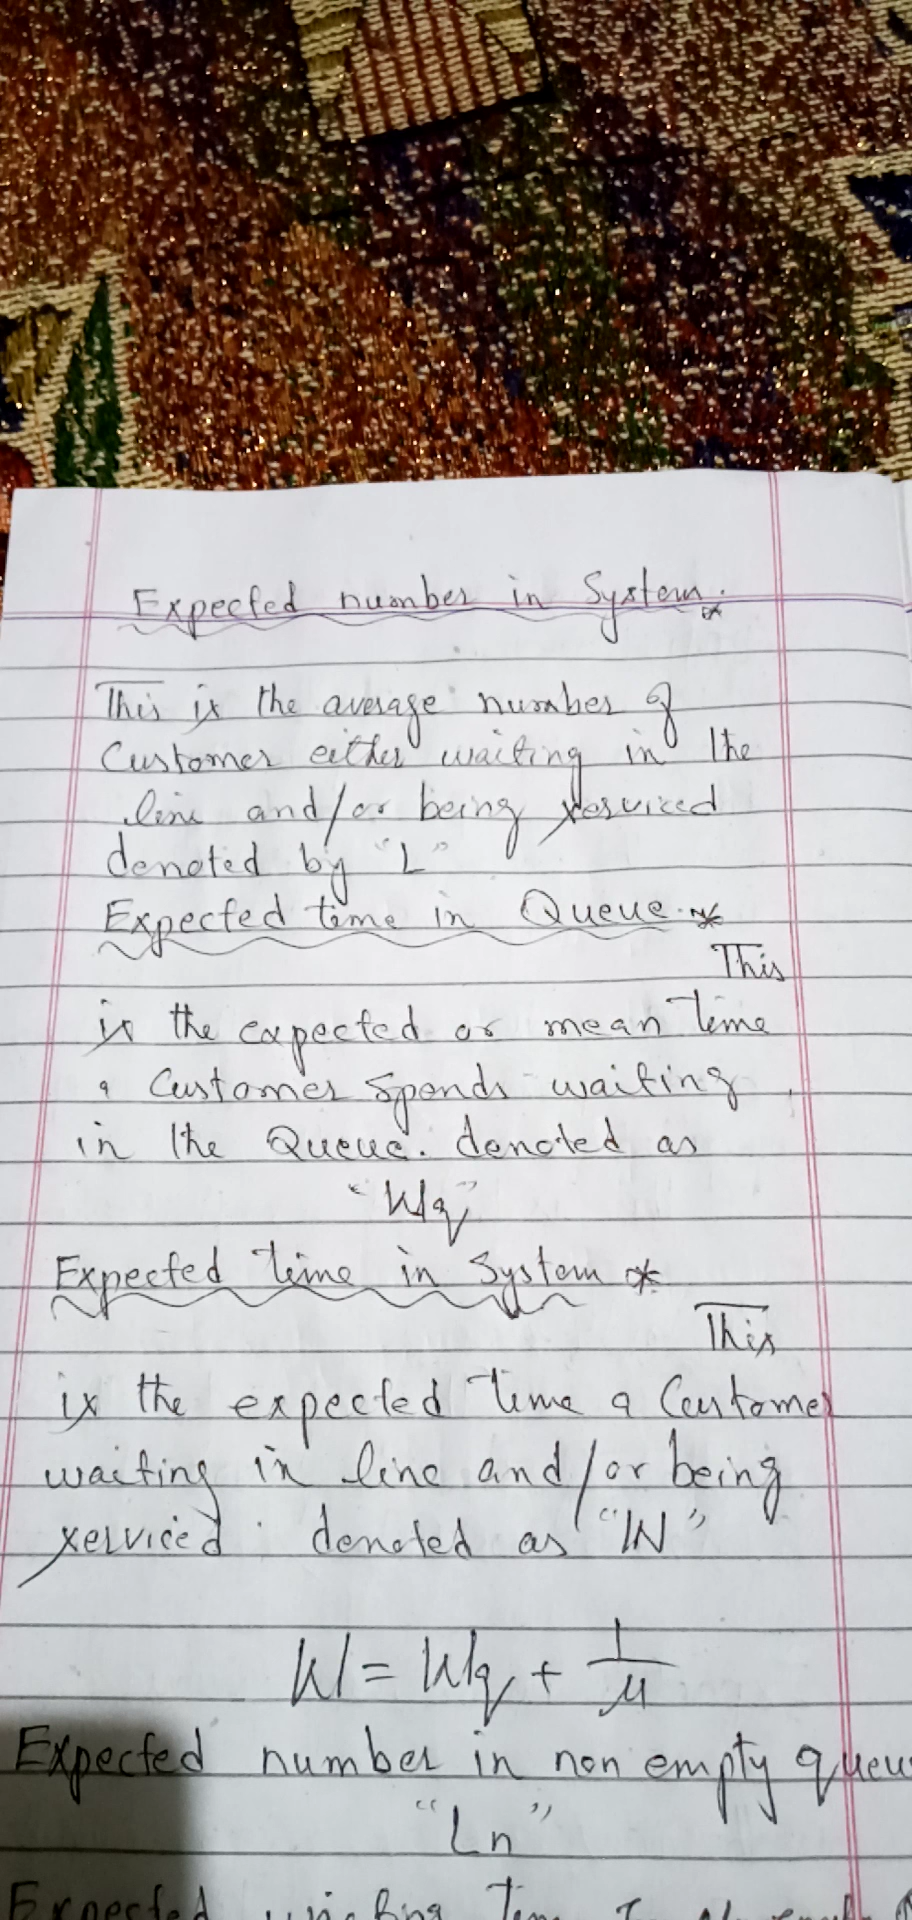 Expected number in System.*
This is the average number of
Customer either waiting in the
line and/or being serviced
denoted by "L"
Expected time in Queue.*
This
is the expected or mean time
a Customer spends waiting
in the Queue. denoted as
"Wq"
Expected time in System *
This
is the expected time a Customer
waiting in line and/or being
serviced. denoted as "W"
W = Wq + 1/μ
Expected number in non empty queue
"Ln"
Expected waiting Time